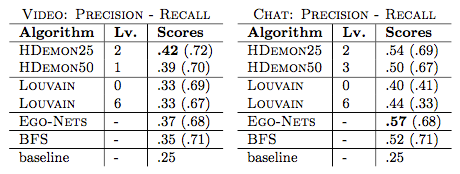 VIDEO: PRECISION - RECALL
Algorithm Lv. Scores
HDEMON25 2 .42 (.72)
HDEMON50 1 .39 (.70)
LOUVAIN 0 .33 (.69)
LOUVAIN 6 .33 (.67)
EGO-NETS - .37 (.68)
BFS - .35 (.71)
baseline - .25
CHAT: PRECISION - RECALL
Algorithm Lv. Scores
HDEMON25 2 .54 (.69)
HDEMON50 3 .50 (.67)
LOUVAIN 0 .40 (.41)
LOUVAIN 6 .44 (.33)
EGO-NETS - .57 (.68)
BFS - .52 (.71)
baseline - .25